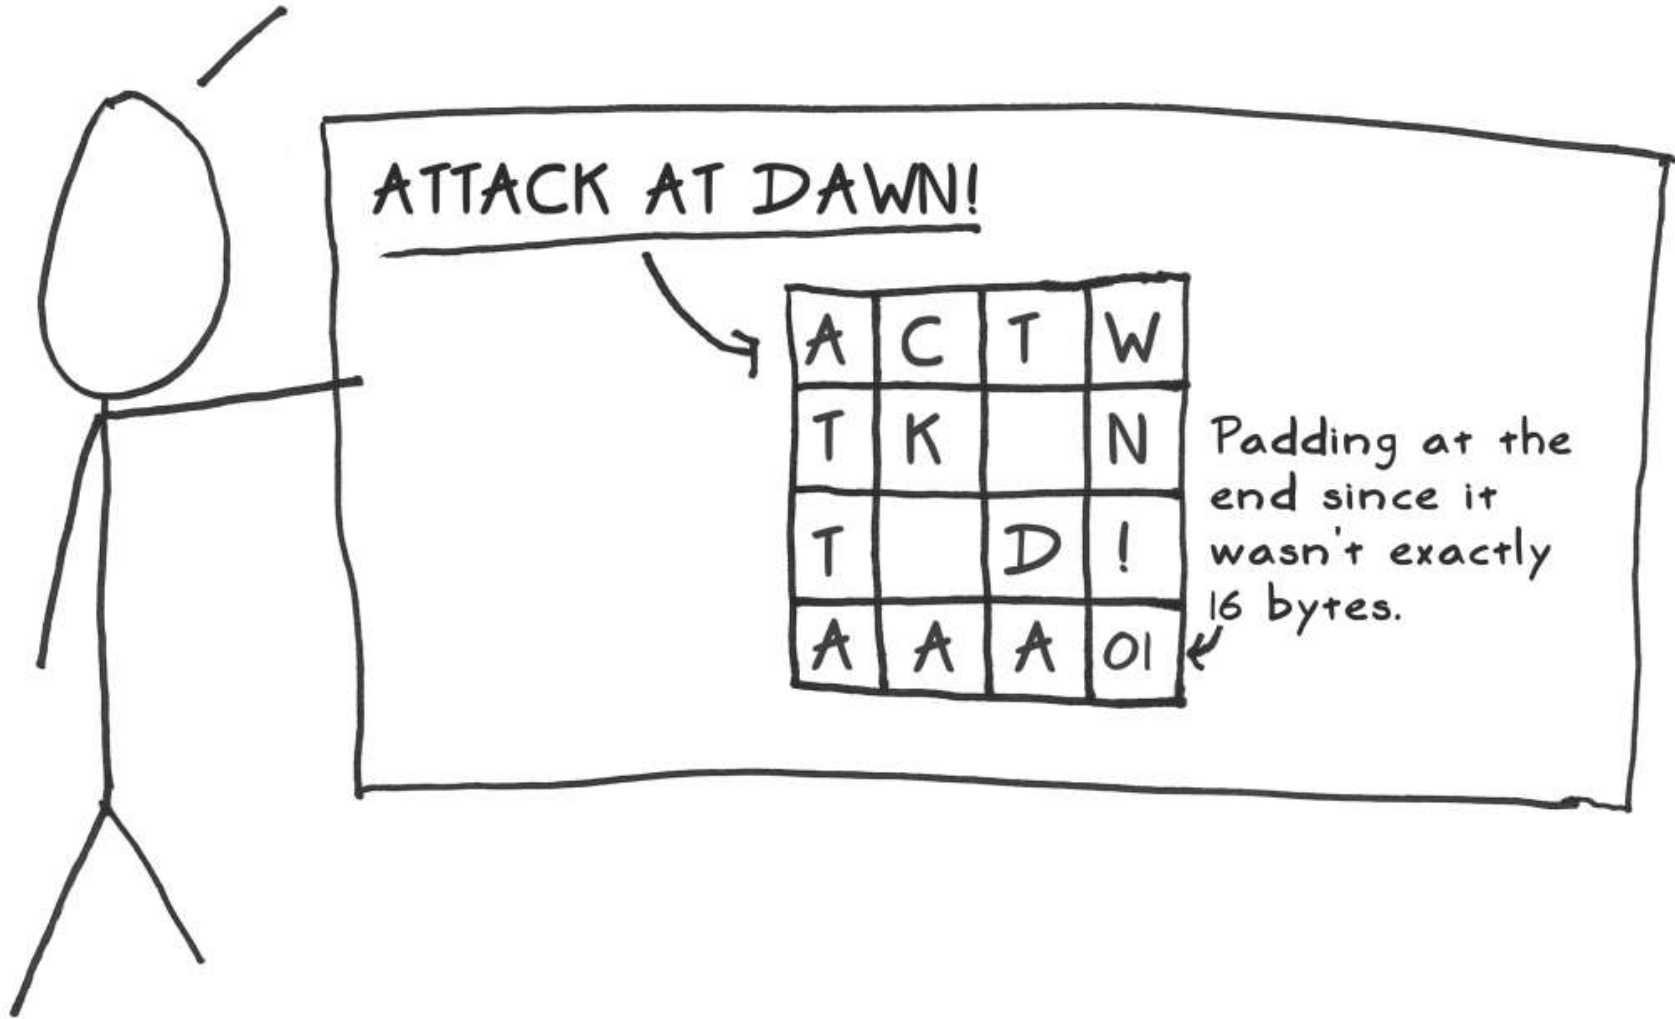 ATTACK AT DAWN!
A C T W
T K N
T D !
A A A 01
Padding at the
end since it
wasn't exactly
16 bytes.